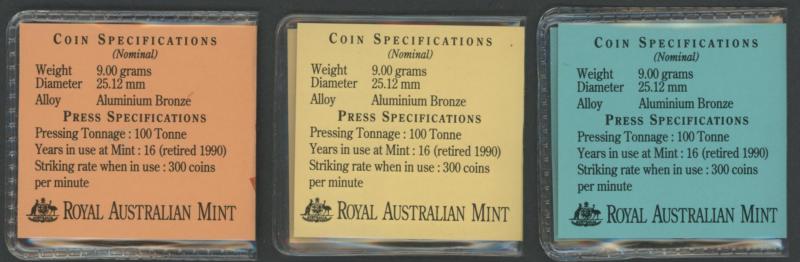 COIN SPECIFICATIONS
(Nominal)
Weight 9.00 grams
Diameter 25.12 mm
Alloy Aluminium Bronze
PRESS SPECIFICATIONS
Pressing Tonnage : 100 Tonne
Years in use at Mint : 16 (retired 1990)
Striking rate when in use : 300 coins
per minute
ROYAL AUSTRALIAN MINT
COIN SPECIFICATIONS
(Nominal)
Weight 9.00 grams
Diameter 25.12 mm
Alloy Aluminium Bronze
PRESS SPECIFICATIONS
Pressing Tonnage : 100 Tonne
Years in use at Mint : 16 (retired 1990)
Striking rate when in use : 300 coins
per minute
ROYAL AUSTRALIAN MINT
COIN SPECIFICATIONS
(Nominal)
Weight 9.00 grams
Diameter 25.12 mm
Alloy Aluminium Bronze
PRESS SPECIFICATIONS
Pressing Tonnage : 100 Tonne
Years in use at Mint : 16 (retired 1990)
Striking rate when in use : 300 coins
per minute
ROYAL AUSTRALIAN MINT